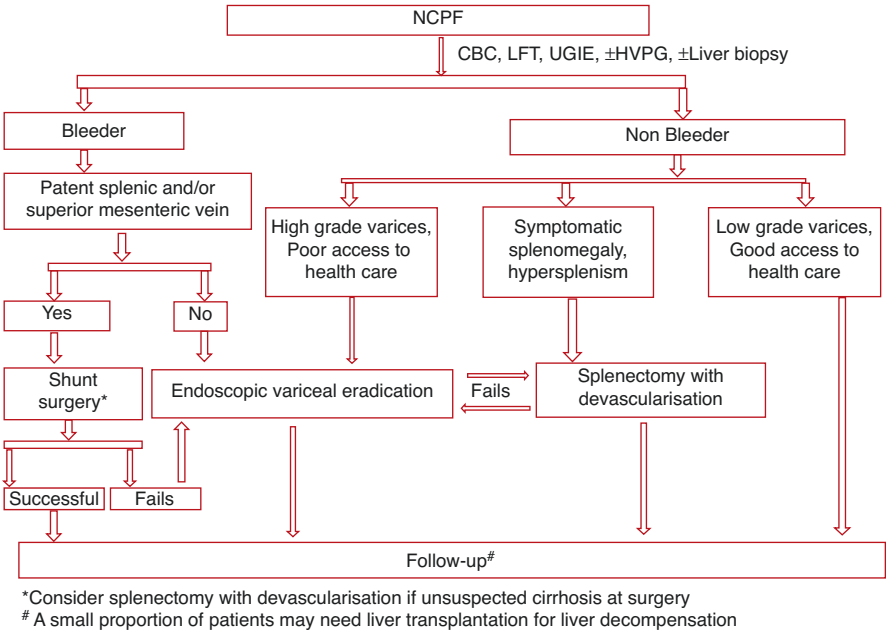 NCPF
CBC, LFT, UGIE, ±HVPG, ±Liver biopsy
Bleeder
Non Bleeder
Patent splenic and/or
superior mesenteric vein
High grade varices,
Poor access to
health care
Symptomatic
splenomegaly,
hypersplenism
Low grade varices,
Good access to
health care
Yes
No
Shunt
surgery*
Endoscopic variceal eradication
Fails
Splenectomy with
devascularisation
Successful
Fails
Follow-up#
*Consider splenectomy with devascularisation if unsuspected cirrhosis at surgery
# A small proportion of patients may need liver transplantation for liver decompensation